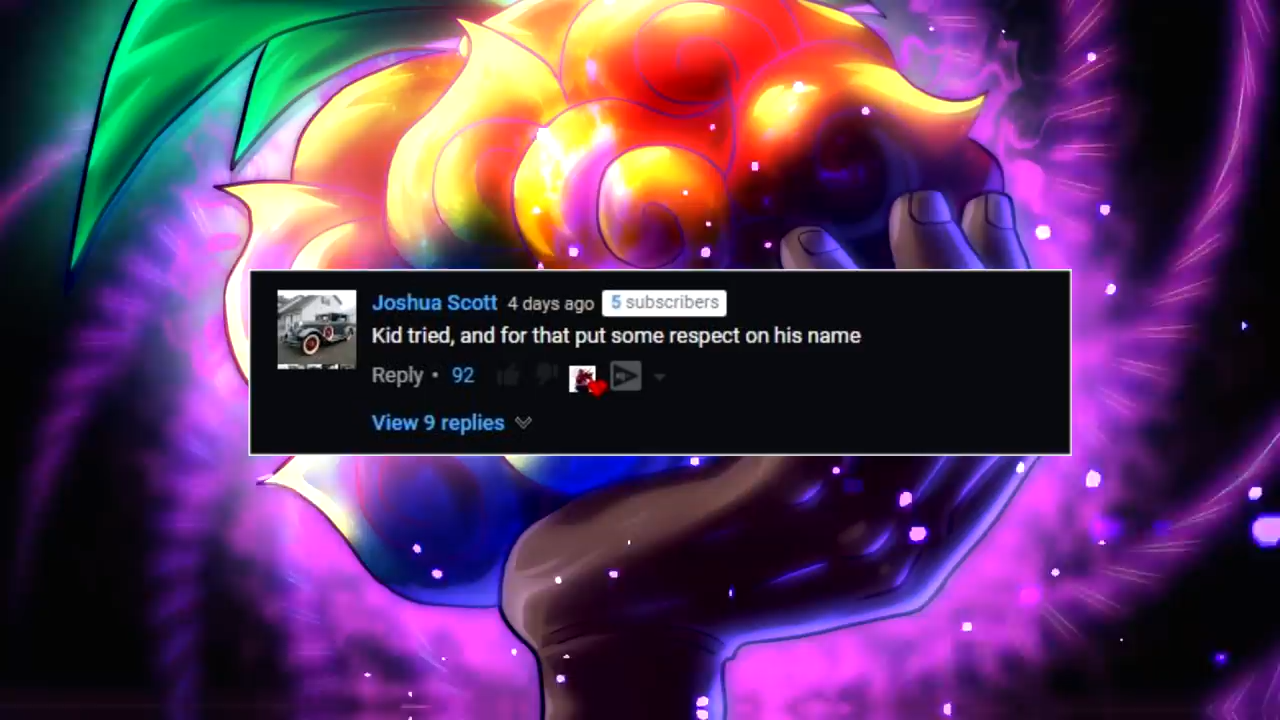 Joshua Scott 4 days ago 5 subscribers
Kid tried, and for that put some respect on his name
Reply • 92
View 9 replies